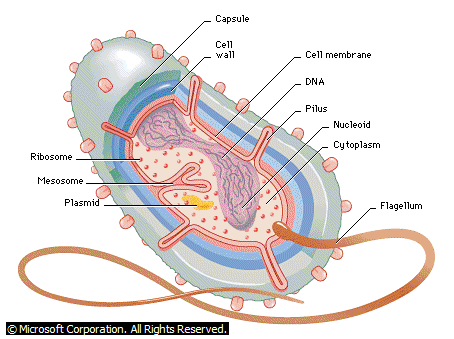 Capsule
Cell
wall
Cell membrane
DNA
Pilus
Nucleoid
Cytoplasm
Ribosome
Mesosome
Plasmid
Flagellum
© Microsoft Corporation. All Rights Reserved.